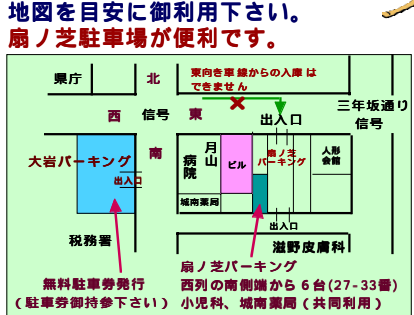 地図を目安に御利用下さい。
扇ノ芝駐車場が便利です。
県庁
北
東向き車線からの入庫は
できません
西
信号
東
出入口
三年坂通り
信号
南
大岩パーキング
出入口
月山
病院
ビル
扇ノ芝
パーキング
人形
会館
城南薬局
出入口
税務署
滋野皮膚科
無料駐車券発行
(駐車券御持参下さい)
扇ノ芝パーキング
西列の南側端から6台(27-33番)
小児科、城南薬局(共同利用)